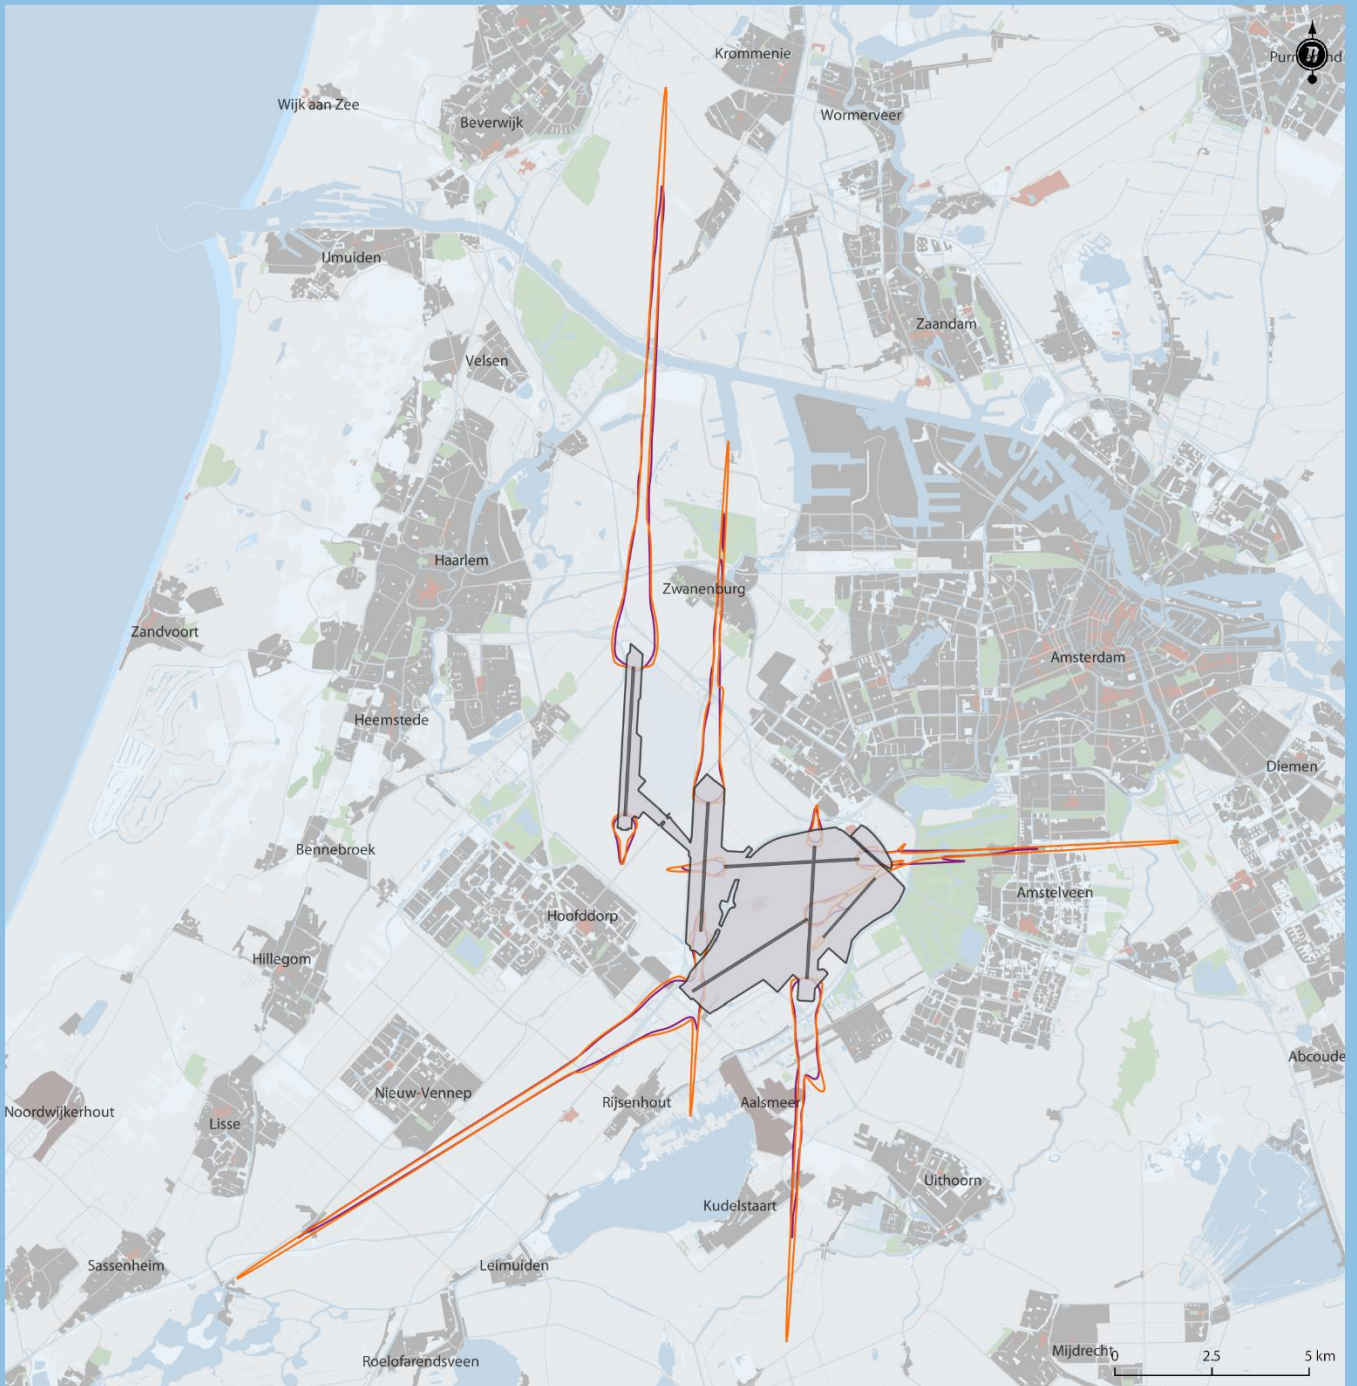 Krommenie
Wijk aan Zee
Beverwijk
Wormerveer
IJmuiden
Zaandam
Velsen
Haarlem
Zwanenburg
Zandvoort
Amsterdam
Heemstede
Diemen
Bennebroek
Amstelveen
Hoofddorp
Hillegom
Abcoude
Nieuw-Vennep
Rijsenhout
Aalsmeer
Noordwijkerhout
Lisse
Uithoorn
Kudelstaart
Sassenheim
Leimuiden
Mijdrecht
Roelofarendsveen
0 2.5 5 km